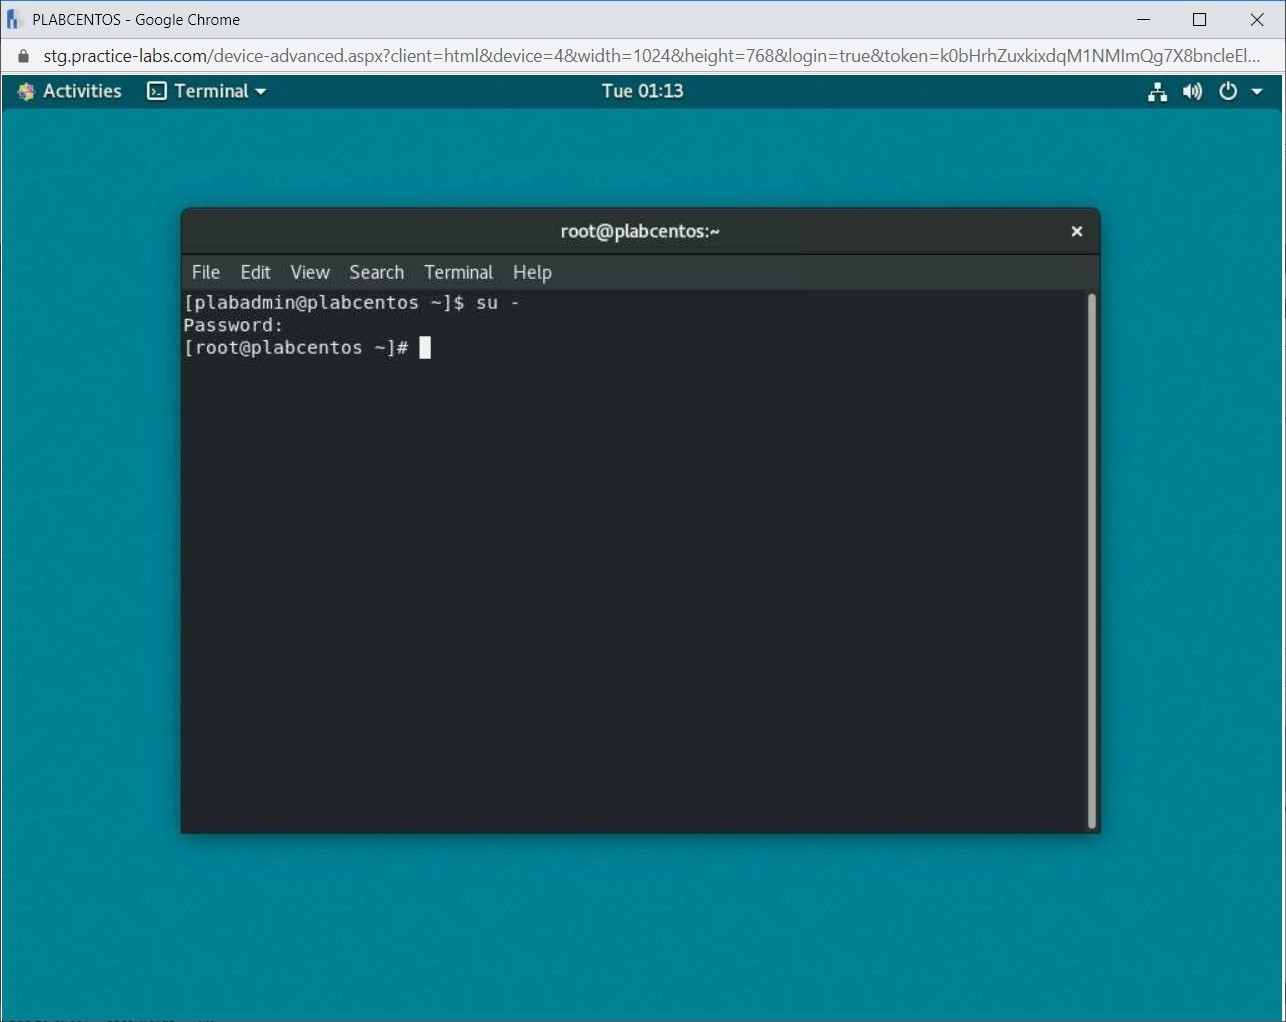 PLABCENTOS - Google Chrome
stg.practice-labs.com/device-advanced.aspx?client=html&device=4&width=1024&height=768&login=true&token=k0bHrhZuxkixdqM1NMImQg7X8bncleEl...
Activities Terminal Tue 01:13
root@plabcentos:~
File Edit View Search Terminal Help
[plabadmin@plabcentos ~]$ su -
Password:
[root@plabcentos ~]#